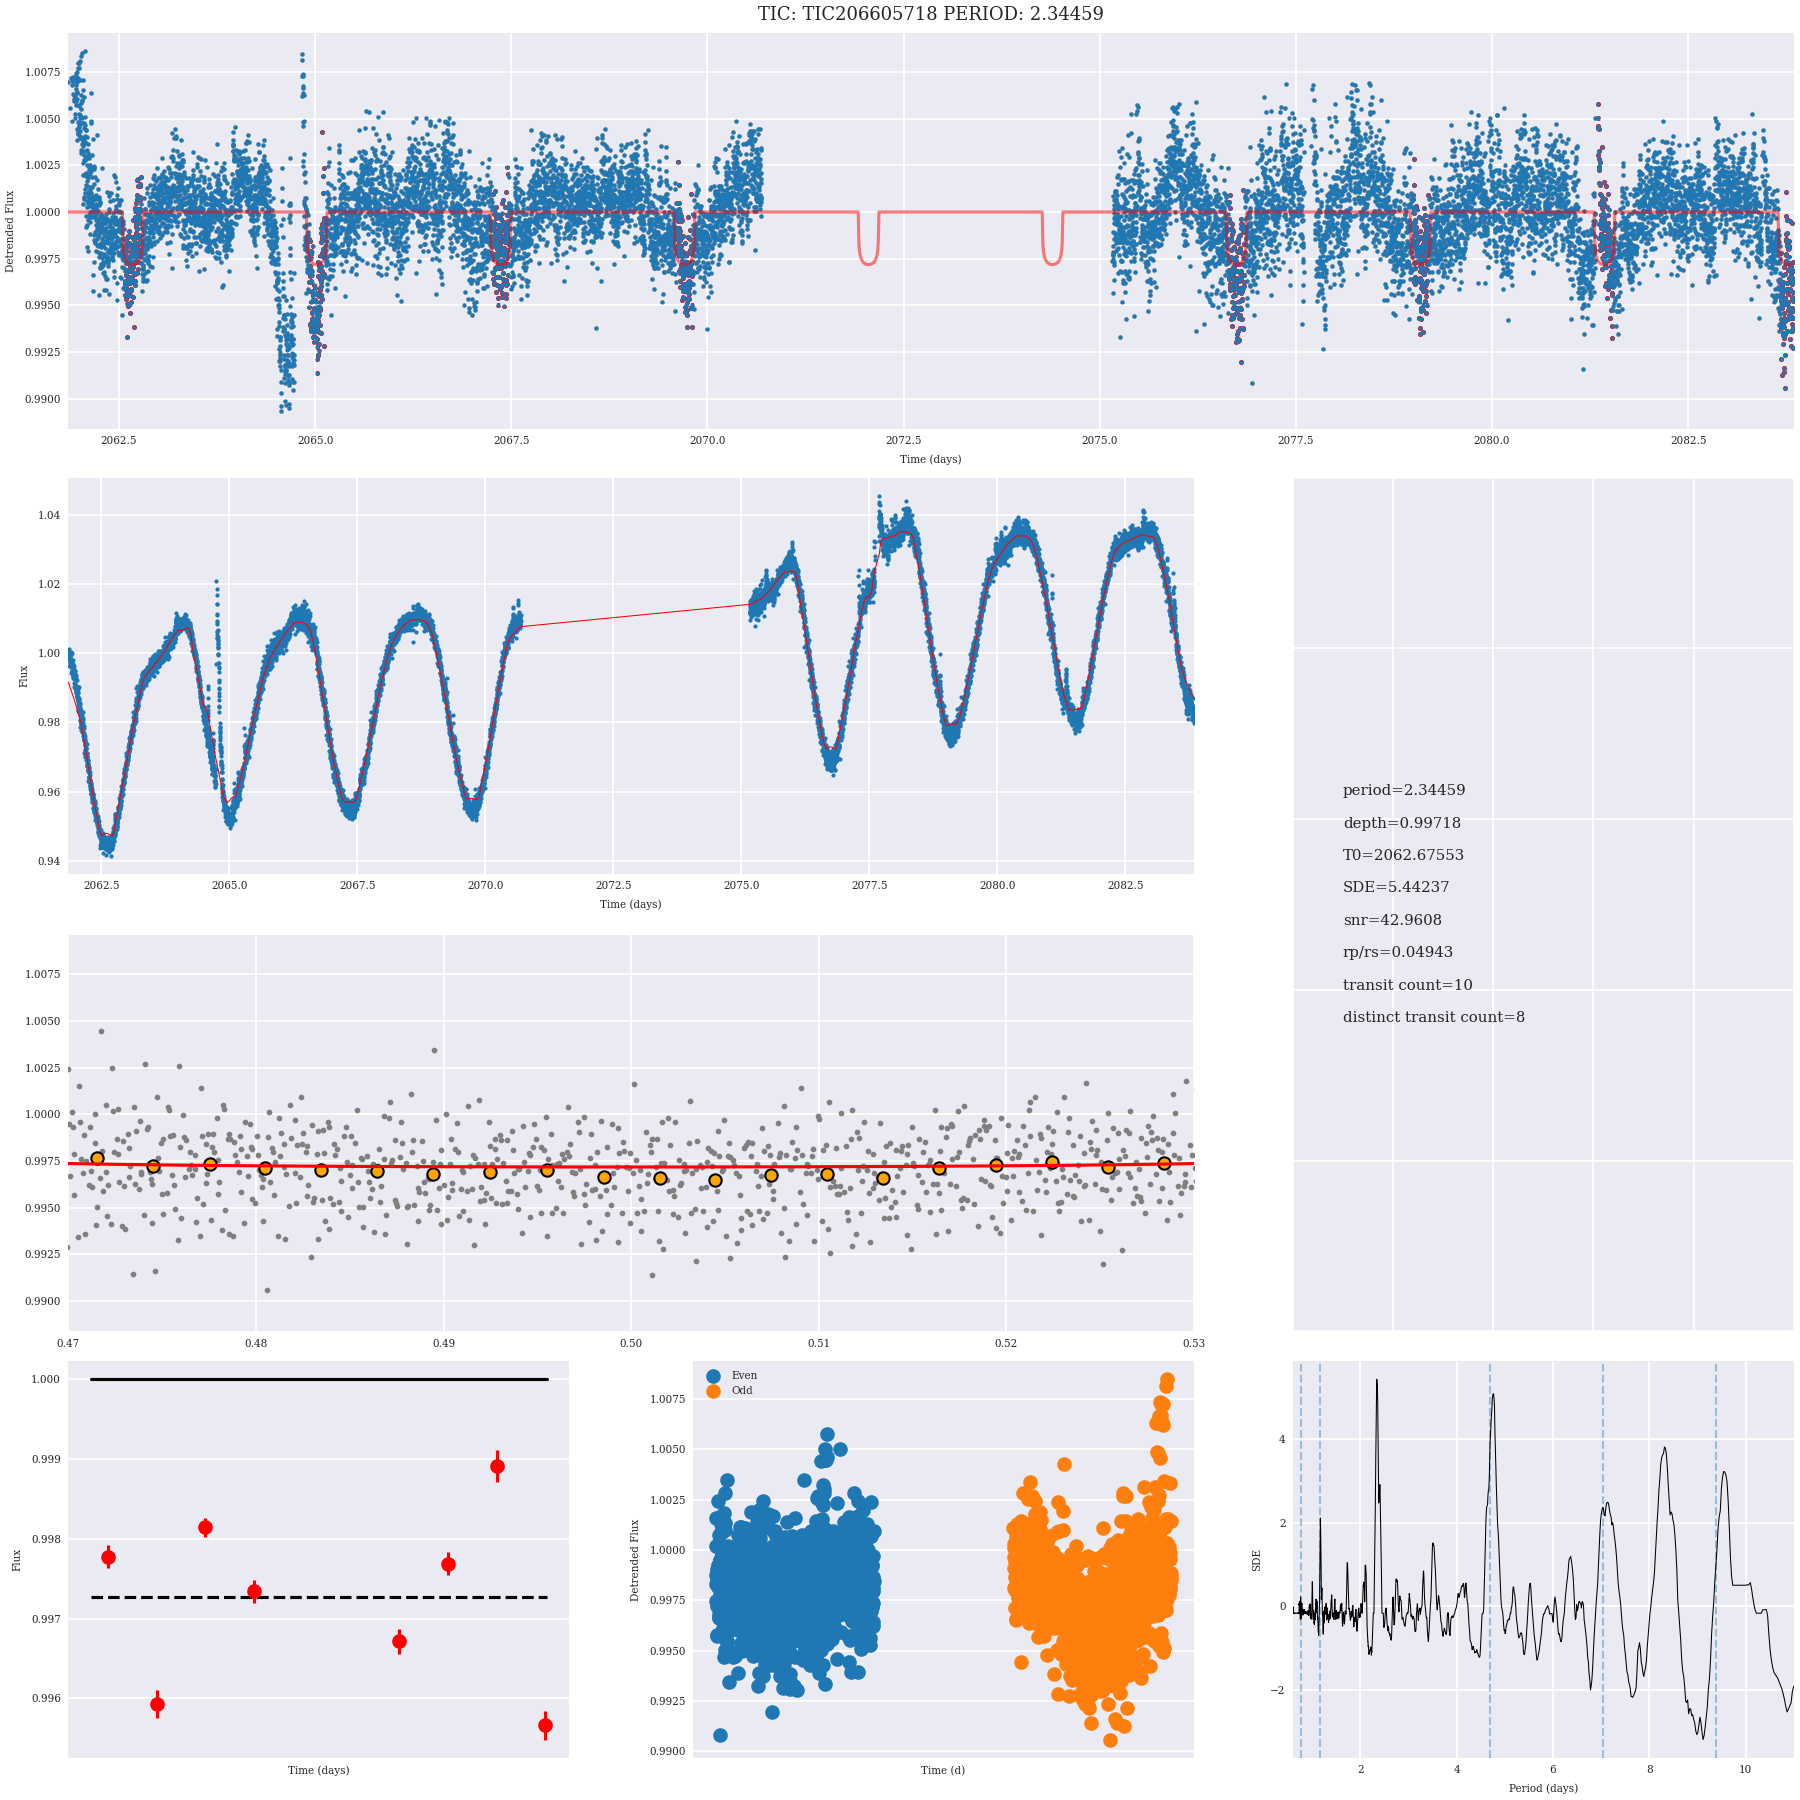 TIC: TIC206605718 PERIOD: 2.34459
1.0075
1.0050
1.0025
1.0000
0.9975
0.9950
0.9925
0.9900
Detrended Flux
2062.5 2065.0 2067.5 2070.0 2072.5 2075.0 2077.5 2080.0 2082.5
Time (days)
1.04
1.02
1.00
0.98
0.96
0.94
Flux
2062.5 2065.0 2067.5 2070.0 2072.5 2075.0 2077.5 2080.0 2082.5
Time (days)
period=2.34459
depth=0.99718
T0=2062.67553
SDE=5.44237
snr=42.9608
rp/rs=0.04943
transit count=10
distinct transit count=8
1.0075
1.0050
1.0025
1.0000
0.9975
0.9950
0.9925
0.9900
0.47 0.48 0.49 0.50 0.51 0.52 0.53
1.000
0.999
0.998
0.997
0.996
Flux
Time (days)
Even
Odd
1.0075
1.0050
1.0025
1.0000
0.9975
0.9950
0.9925
0.9900
Detrended Flux
Time (d)
4
2
0
−2
SDE
2 4 6 8 10
Period (days)